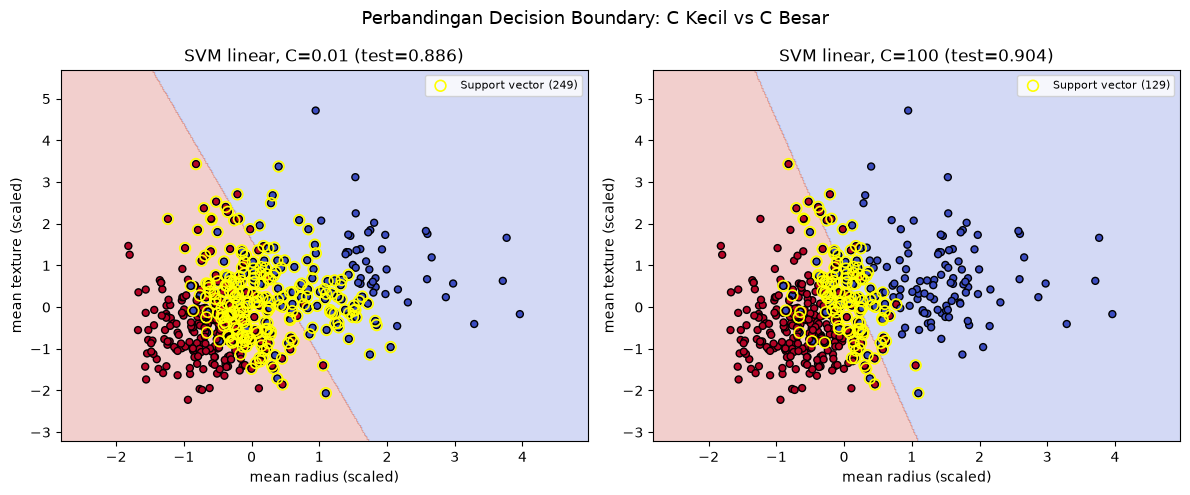 Perbandingan Decision Boundary: C Kecil vs C Besar
SVM linear, C=0.01 (test=0.886)
Support vector (249)
5
4
3
2
1
0
−1
−2
−3
mean texture (scaled)
−2 −1 0 1 2 3 4
mean radius (scaled)
SVM linear, C=100 (test=0.904)
Support vector (129)
5
4
3
2
1
0
−1
−2
−3
mean texture (scaled)
−2 −1 0 1 2 3 4
mean radius (scaled)